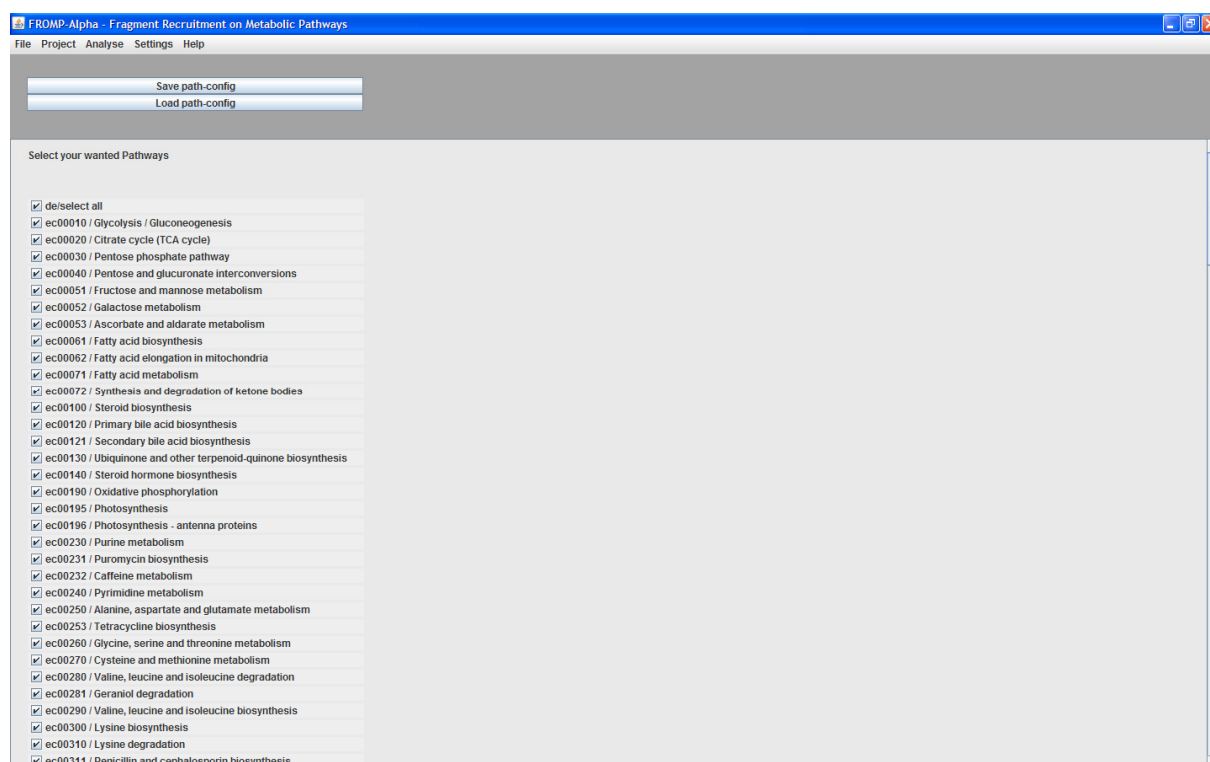 FROMP-Alpha - Fragment Recruitment on Metabolic Pathways
File Project Analyse Settings Help
Save path-config
Load path-config
Select your wanted Pathways
de/select all
ec00010 / Glycolysis / Gluconeogenesis
ec00020 / Citrate cycle (TCA cycle)
ec00030 / Pentose phosphate pathway
ec00040 / Pentose and glucuronate interconversions
ec00051 / Fructose and mannose metabolism
ec00052 / Galactose metabolism
ec00053 / Ascorbate and aldarate metabolism
ec00061 / Fatty acid biosynthesis
ec00062 / Fatty acid elongation in mitochondria
ec00071 / Fatty acid metabolism
ec00072 / Synthesis and degradation of ketone bodies
ec00100 / Steroid biosynthesis
ec00120 / Primary bile acid biosynthesis
ec00121 / Secondary bile acid biosynthesis
ec00130 / Ubiquinone and other terpenoid-quinone biosynthesis
ec00140 / Steroid hormone biosynthesis
ec00190 / Oxidative phosphorylation
ec00195 / Photosynthesis
ec00196 / Photosynthesis - antenna proteins
ec00230 / Purine metabolism
ec00231 / Puromycin biosynthesis
ec00232 / Caffeine metabolism
ec00240 / Pyrimidine metabolism
ec00250 / Alanine, aspartate and glutamate metabolism
ec00253 / Tetracycline biosynthesis
ec00260 / Glycine, serine and threonine metabolism
ec00270 / Cysteine and methionine metabolism
ec00280 / Valine, leucine and isoleucine degradation
ec00281 / Geraniol degradation
ec00290 / Valine, leucine and isoleucine biosynthesis
ec00300 / Lysine biosynthesis
ec00310 / Lysine degradation
ec00311 / Penicillin and cephalosporin biosynthesis